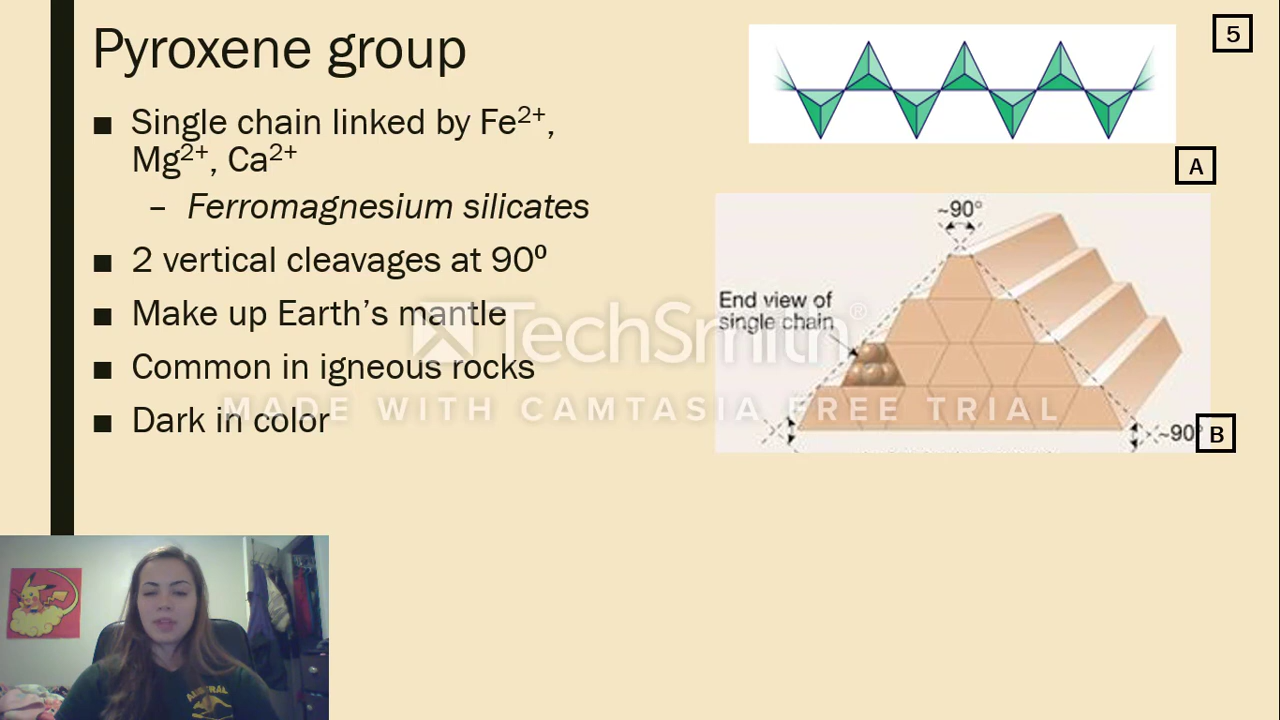 Pyroxene group
5
■ Single chain linked by Fe²⁺,
Mg²⁺, Ca²⁺
– Ferromagnesium silicates
■ 2 vertical cleavages at 90⁰
■ Make up Earth's mantle
■ Common in igneous rocks
■ Dark in color
A
~90°
End view of
single chain
~90°
B
TechSmith®
MADE WITH CAMTASIA FREE TRIAL